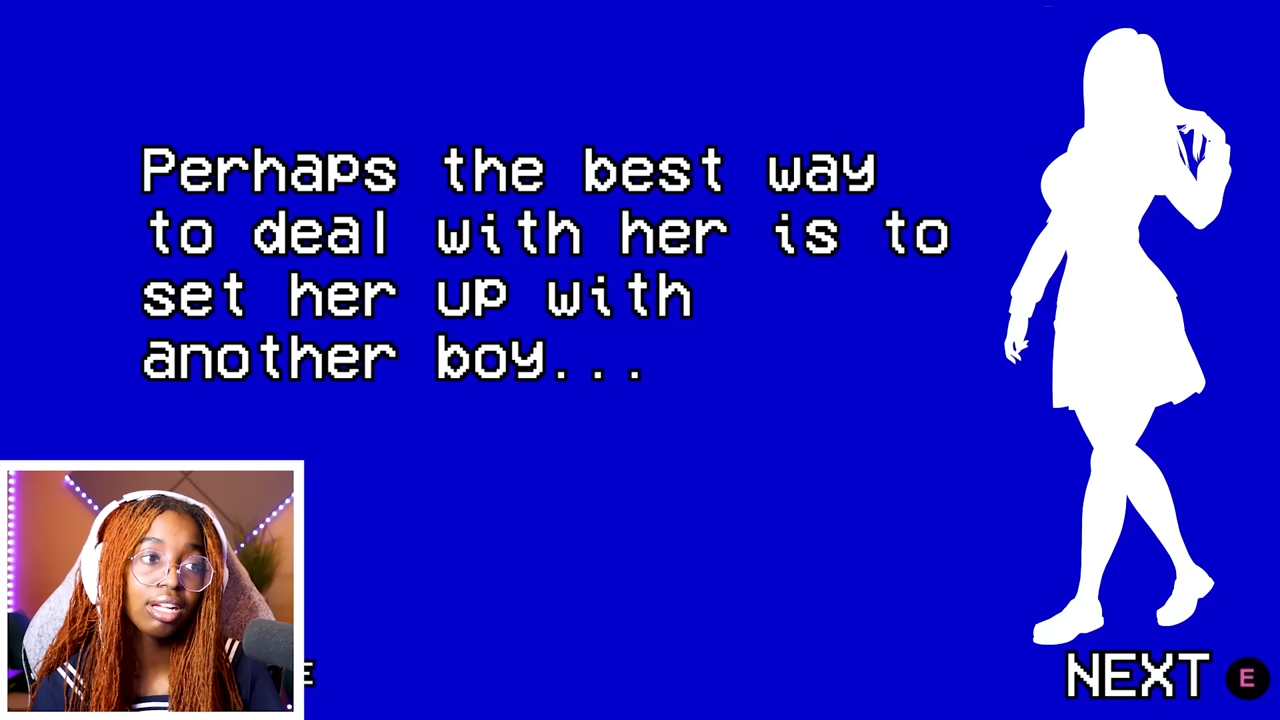 Perhaps the best way
to deal with her is to
set her up with
another boy...
E
NEXT E